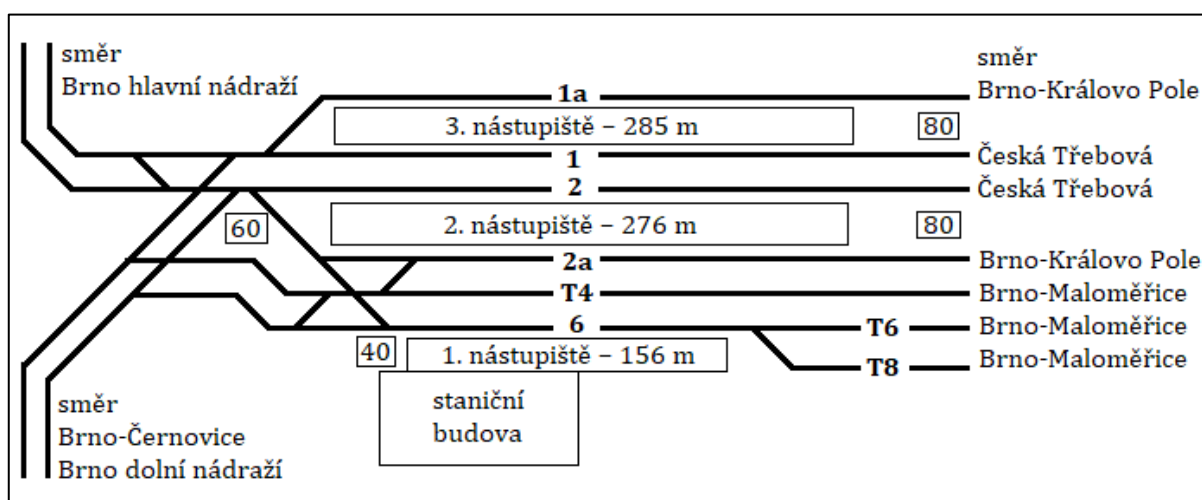 směr
Brno hlavní nádraží
směr
Brno-Královo Pole
1a
3. nástupiště – 285 m
80
1
Česká Třebová
2
Česká Třebová
60
2. nástupiště – 276 m
80
2a
Brno-Královo Pole
T4
Brno-Maloměřice
6
T6
Brno-Maloměřice
40
1. nástupiště – 156 m
T8
Brno-Maloměřice
staniční
budova
směr
Brno-Černovice
Brno dolní nádraží